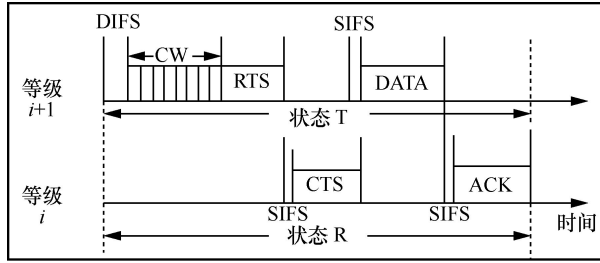 DIFS SIFS
CW
RTS DATA
等级
i+1
状态 T
CTS ACK
等级
i
SIFS SIFS
时间
状态 R